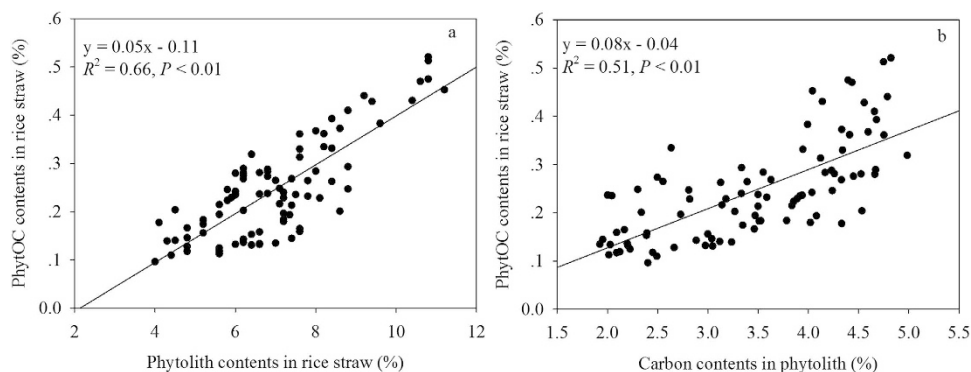 y = 0.05x - 0.11
R² = 0.66, P < 0.01
a
PhytOC contents in rice straw (%)
.6
.5
.4
.3
.2
.1
0.0
2 4 6 8 10 12
Phytolith contents in rice straw (%)
y = 0.08x - 0.04
R² = 0.51, P < 0.01
b
PhytOC contents in rice straw (%)
.6
.5
.4
.3
.2
.1
0.0
1.5 2.0 2.5 3.0 3.5 4.0 4.5 5.0 5.5
Carbon contents in phytolith (%)